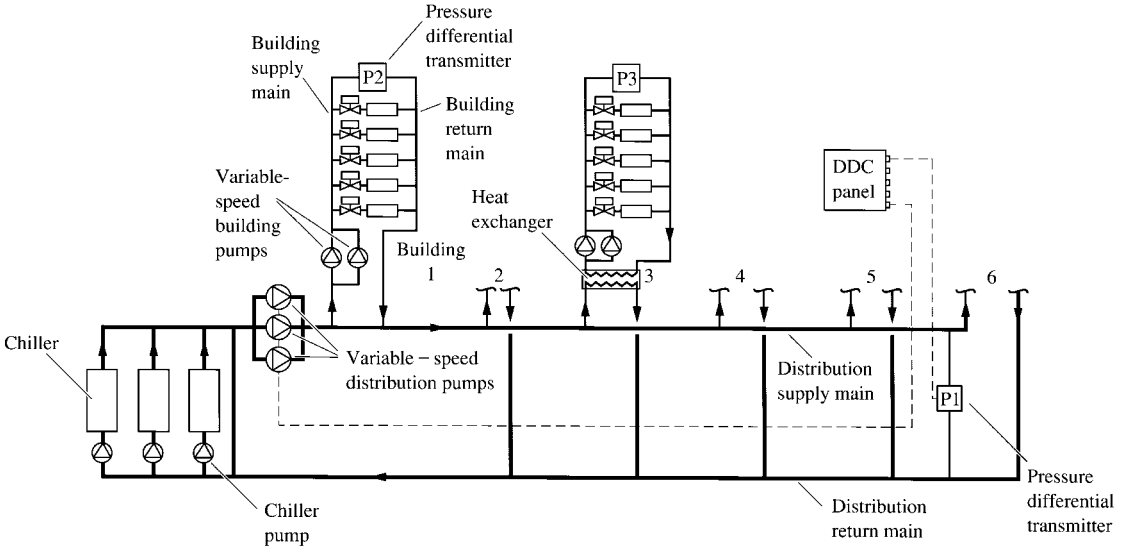 Pressure
differential
transmitter
Building
supply
main
P2
P3
Building
return
main
DDC
panel
Variable-
speed
building
pumps
Heat
exchanger
Building
1
2
3
4
5
6
Chiller
Variable – speed
distribution pumps
Distribution
supply main
P1
Chiller
pump
Distribution
return main
Pressure
differential
transmitter